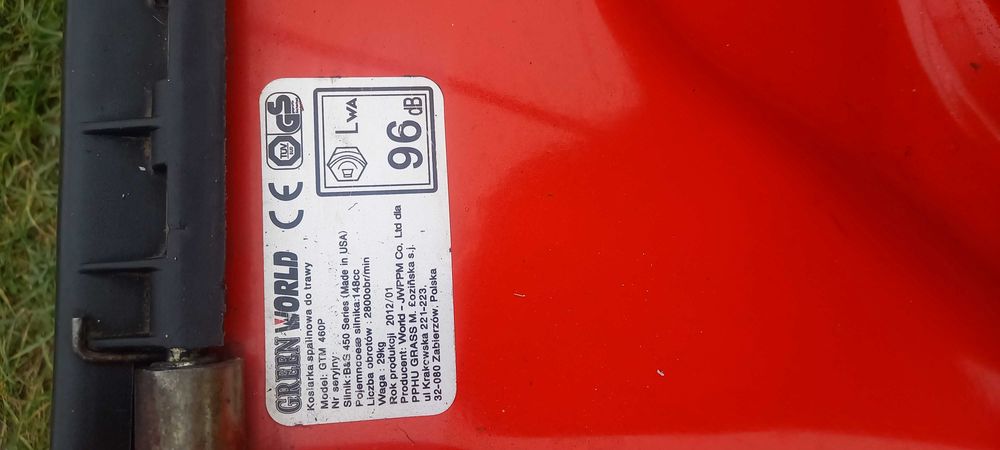 GREEN WORLD CE TÜV GS
LWA
96 dB
Kosiarka spalinowa do trawy
Model: GTM 460P
Nr seryjny
Silnik:B&S 450 Series (Made in USA)
Pojemncoeać silnika:148cc
Liczba obrotów : 2800obr/min
Waga : 29kg
Rok produkcji 2012/01
Producent: World - JWPPM Co, Ltd dla
PPHU GRASS M. Łozińska s.j.
ul Krakowska 221-223,
32-080 Zabierzów, Polska